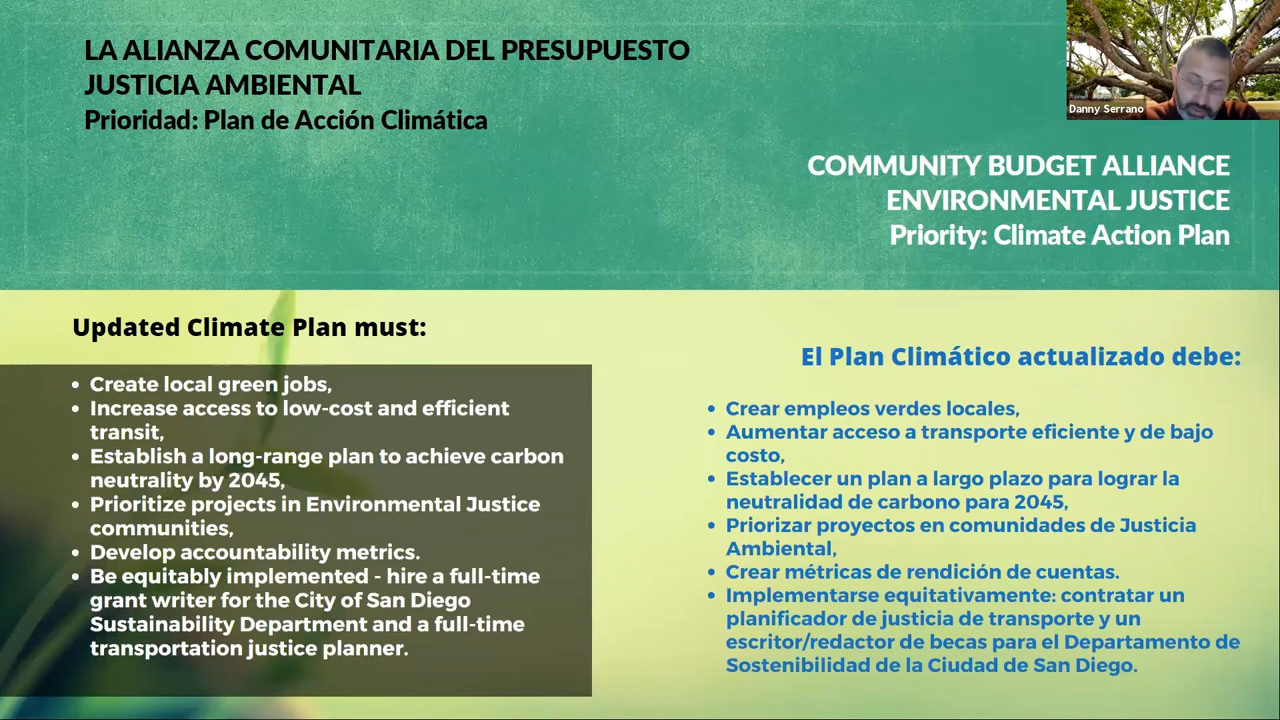 LA ALIANZA COMUNITARIA DEL PRESUPUESTO
JUSTICIA AMBIENTAL
Prioridad: Plan de Acción Climática
Danny Serrano
COMMUNITY BUDGET ALLIANCE
ENVIRONMENTAL JUSTICE
Priority: Climate Action Plan
Updated Climate Plan must:
• Create local green jobs,
• Increase access to low-cost and efficient
transit,
• Establish a long-range plan to achieve carbon
neutrality by 2045,
• Prioritize projects in Environmental Justice
communities,
• Develop accountability metrics.
• Be equitably implemented - hire a full-time
grant writer for the City of San Diego
Sustainability Department and a full-time
transportation justice planner.
El Plan Climático actualizado debe:
• Crear empleos verdes locales,
• Aumentar acceso a transporte eficiente y de bajo
costo,
• Establecer un plan a largo plazo para lograr la
neutralidad de carbono para 2045,
• Priorizar proyectos en comunidades de Justicia
Ambiental,
• Crear métricas de rendición de cuentas.
• Implementarse equitativamente: contratar un
planificador de justicia de transporte y un
escritor/redactor de becas para el Departamento de
Sostenibilidad de la Ciudad de San Diego.